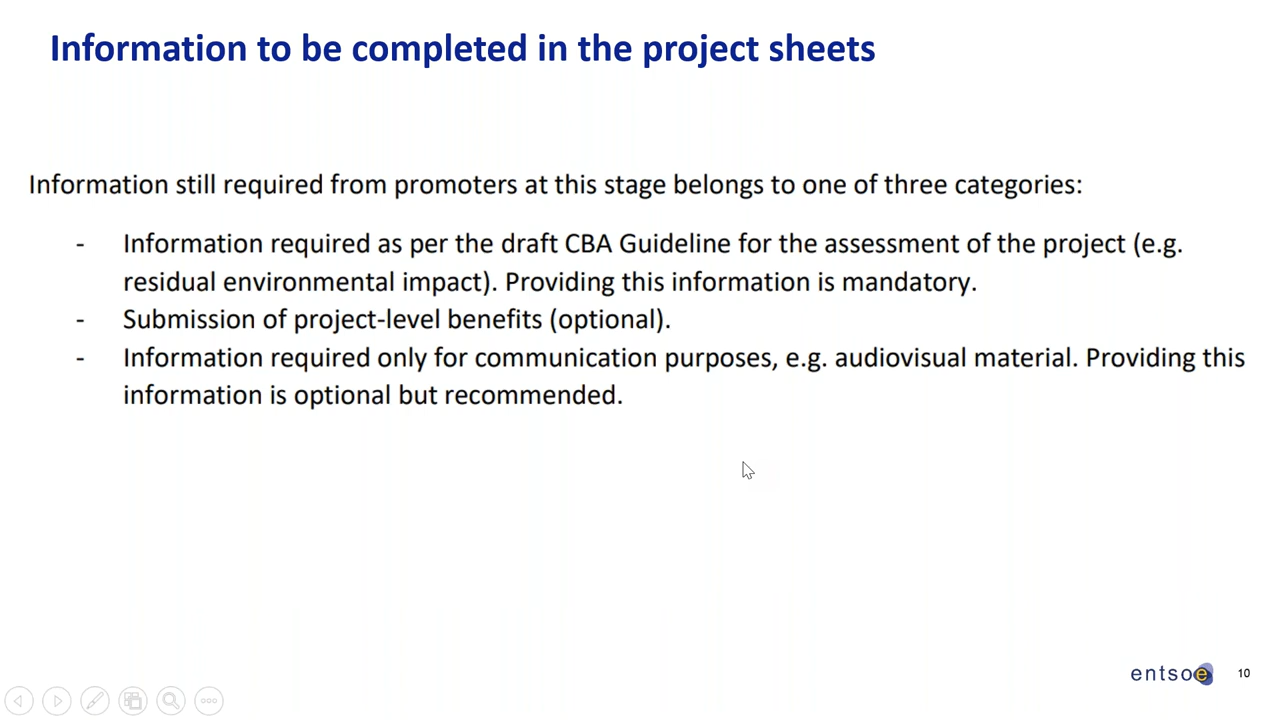 Information to be completed in the project sheets
Information still required from promoters at this stage belongs to one of three categories:
- Information required as per the draft CBA Guideline for the assessment of the project (e.g.
residual environmental impact). Providing this information is mandatory.
- Submission of project-level benefits (optional).
- Information required only for communication purposes, e.g. audiovisual material. Providing this
information is optional but recommended.
entsoe 10